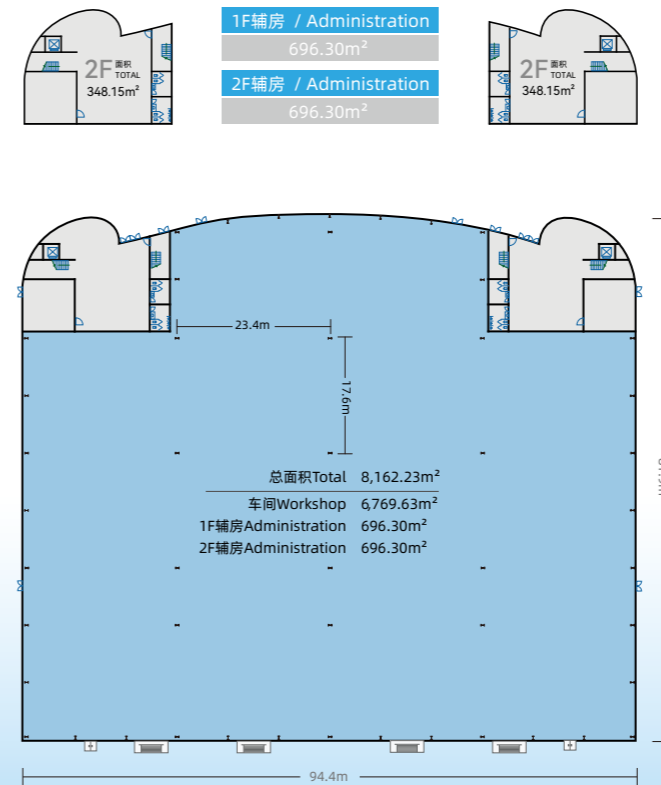 1F辅房 / Administration
696.30m²
2F辅房 / Administration
696.30m²
2F 面积 TOTAL
348.15m²
2F 面积 TOTAL
348.15m²
23.4m
17.6m
总面积Total 8,162.23m²
车间Workshop 6,769.63m²
1F辅房Administration 696.30m²
2F辅房Administration 696.30m²
94.4m